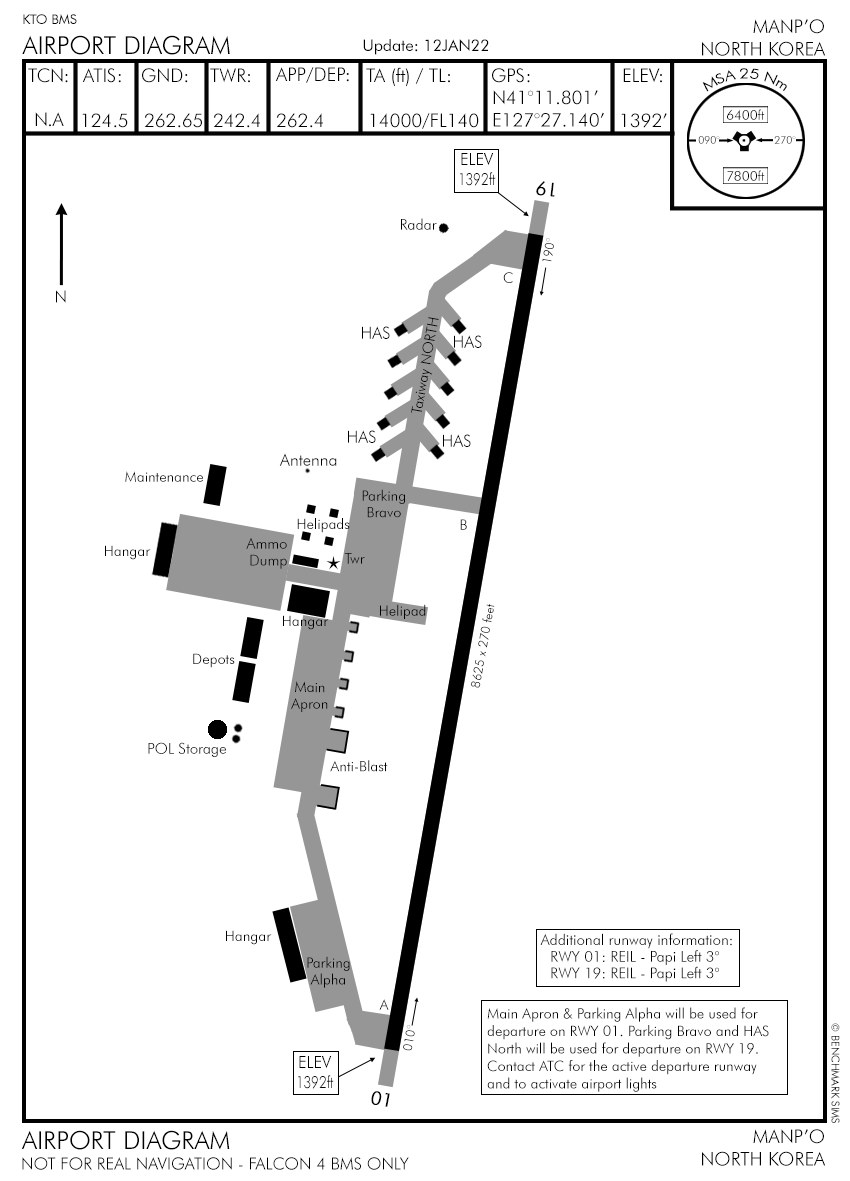 KTO BMS
AIRPORT DIAGRAM
Update: 12JAN22
MANP'O
NORTH KOREA
TCN:
N.A
ATIS:
124.5
GND:
262.65
TWR:
242.4
APP/DEP:
262.4
TA (ft) / TL:
14000/FL140
GPS:
N41°11.801'
E127°27.140'
ELEV:
1392'
MSA 25 Nm
6400ft
090°
270°
7800ft
ELEV
1392ft
19
Radar
190°
N
C
HAS
HAS
Taxiway NORTH
HAS
HAS
Antenna
Maintenance
Parking
Bravo
Helipads
B
Hangar
Ammo
Dump
Twr
Helipad
Hangar
8625 x 270 feet
Depots
Main
Apron
POL Storage
Anti-Blast
Hangar
Parking
Alpha
A
010°
ELEV
1392ft
01
Additional runway information:
RWY 01: REIL - Papi Left 3°
RWY 19: REIL - Papi Left 3°
Main Apron & Parking Alpha will be used for
departure on RWY 01. Parking Bravo and HAS
North will be used for departure on RWY 19.
Contact ATC for the active departure runway
and to activate airport lights
© BENCHMARK SIMS
AIRPORT DIAGRAM
NOT FOR REAL NAVIGATION - FALCON 4 BMS ONLY
MANP'O
NORTH KOREA